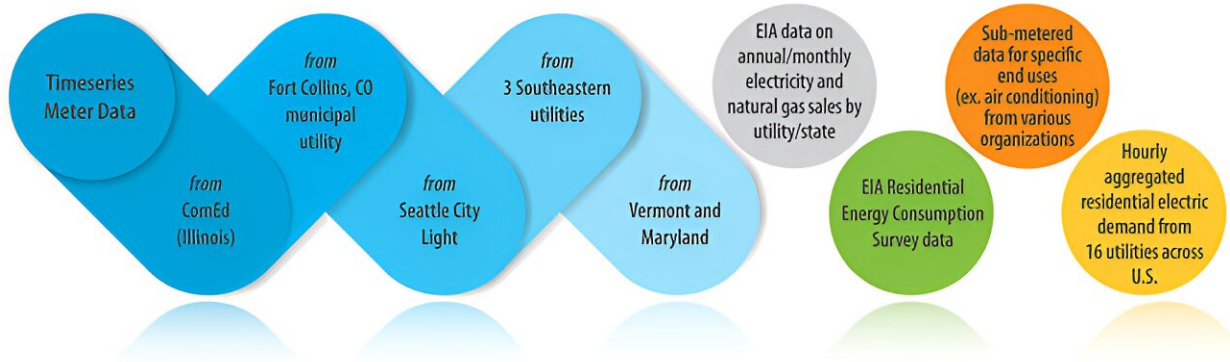 Timeseries
Meter Data
from
ComEd
(Illinois)
from
Fort Collins, CO
municipal
utility
from
Seattle City
Light
from
3 Southeastern
utilities
from
Vermont and
Maryland
EIA data on
annual/monthly
electricity and
natural gas sales by
utility/state
EIA Residential
Energy Consumption
Survey data
Sub-metered
data for specific
end uses
(ex. air conditioning)
from various
organizations
Hourly
aggregated
residential electric
demand from
16 utilities across
U.S.